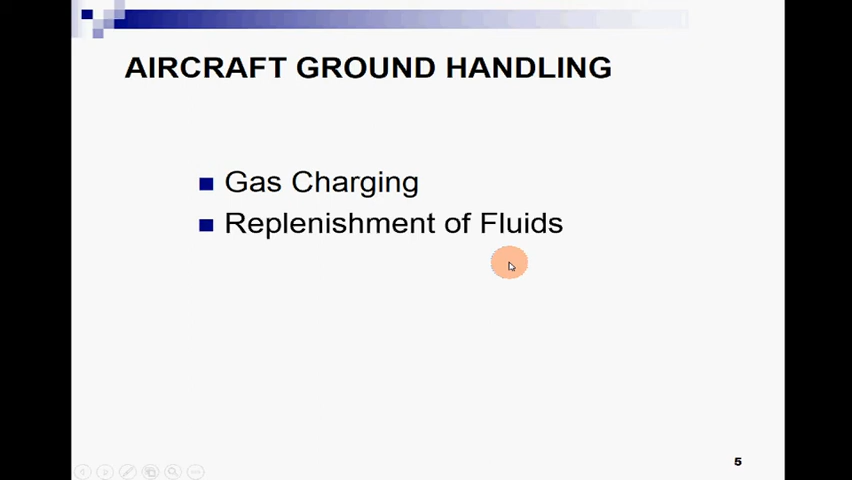 AIRCRAFT GROUND HANDLING
Gas Charging
Replenishment of Fluids
5